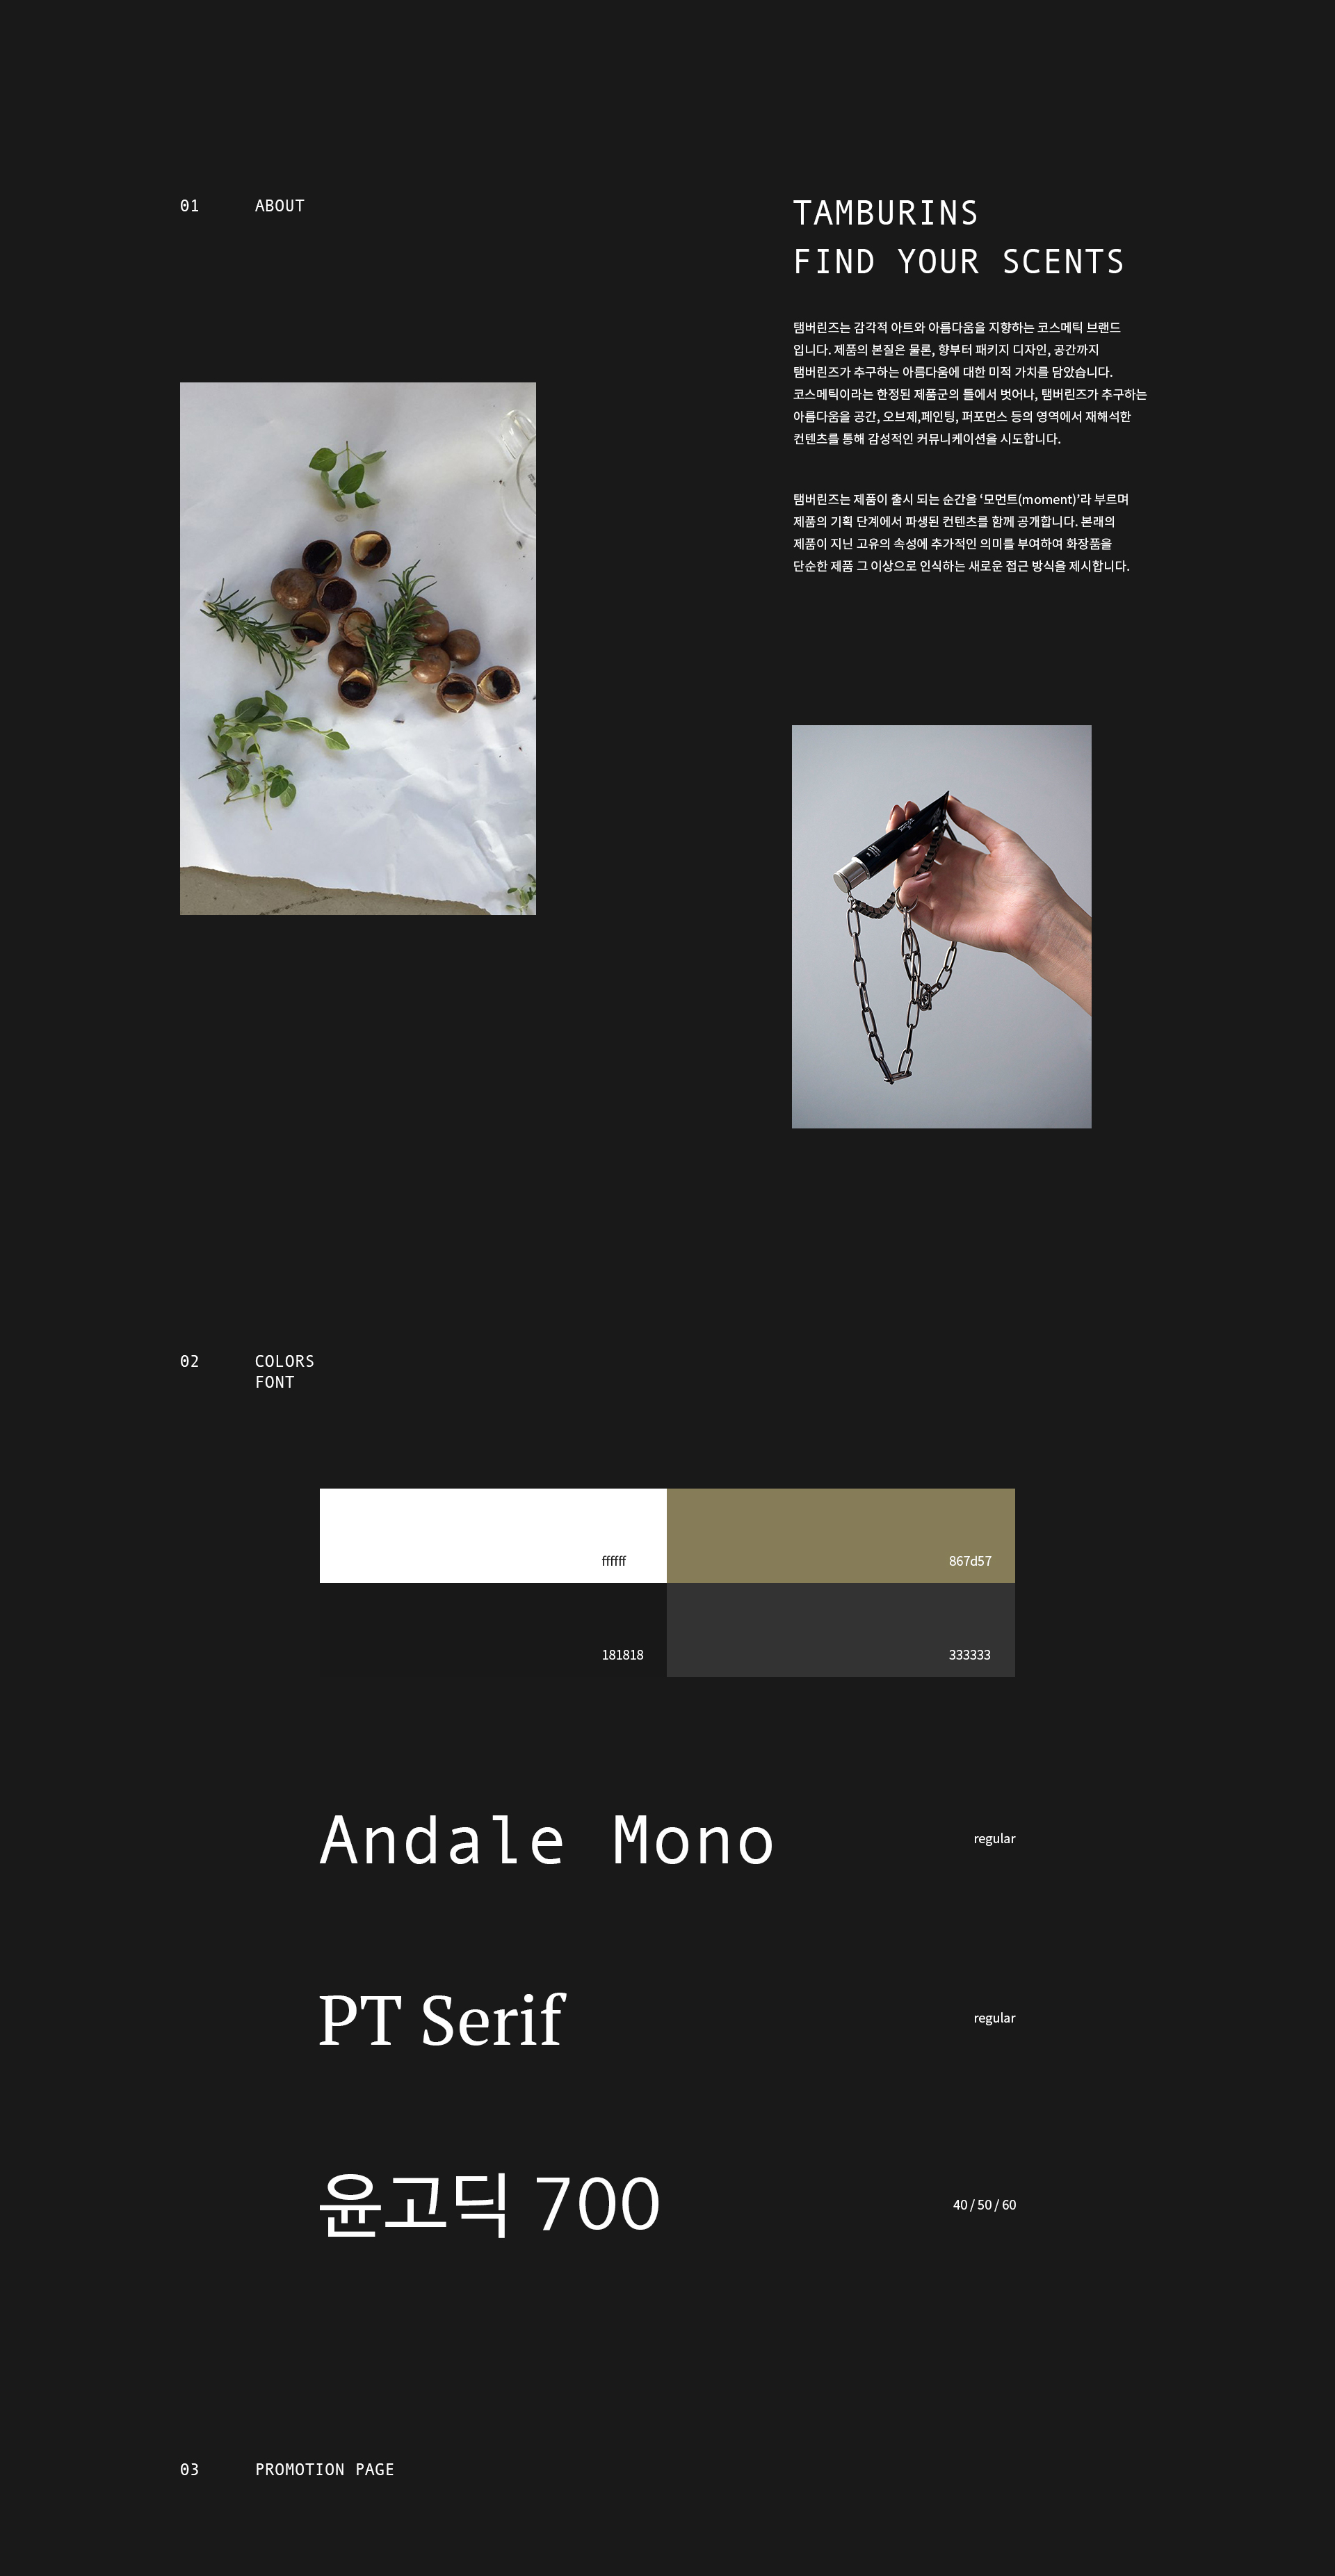 01 ABOUT
TAMBURINS
FIND YOUR SCENTS
탬버린즈는 감각적 아트와 아름다움을 지향하는 코스메틱 브랜드
입니다. 제품의 본질은 물론, 향부터 패키지 디자인, 공간까지
탬버린즈가 추구하는 아름다움에 대한 미적 가치를 담았습니다.
코스메틱이라는 한정된 제품군의 틀에서 벗어나, 탬버린즈가 추구하는
아름다움을 공간, 오브제,페인팅, 퍼포먼스 등의 영역에서 재해석한
컨텐츠를 통해 감성적인 커뮤니케이션을 시도합니다.
탬버린즈는 제품이 출시 되는 순간을 ‘모먼트(moment)’라 부르며
제품의 기획 단계에서 파생된 컨텐츠를 함께 공개합니다. 본래의
제품이 지닌 고유의 속성에 추가적인 의미를 부여하여 화장품을
단순한 제품 그 이상으로 인식하는 새로운 접근 방식을 제시합니다.
02 COLORS
FONT
ffffff
867d57
181818
333333
Andale Mono
regular
PT Serif
regular
윤고딕 700
40 / 50 / 60
03 PROMOTION PAGE